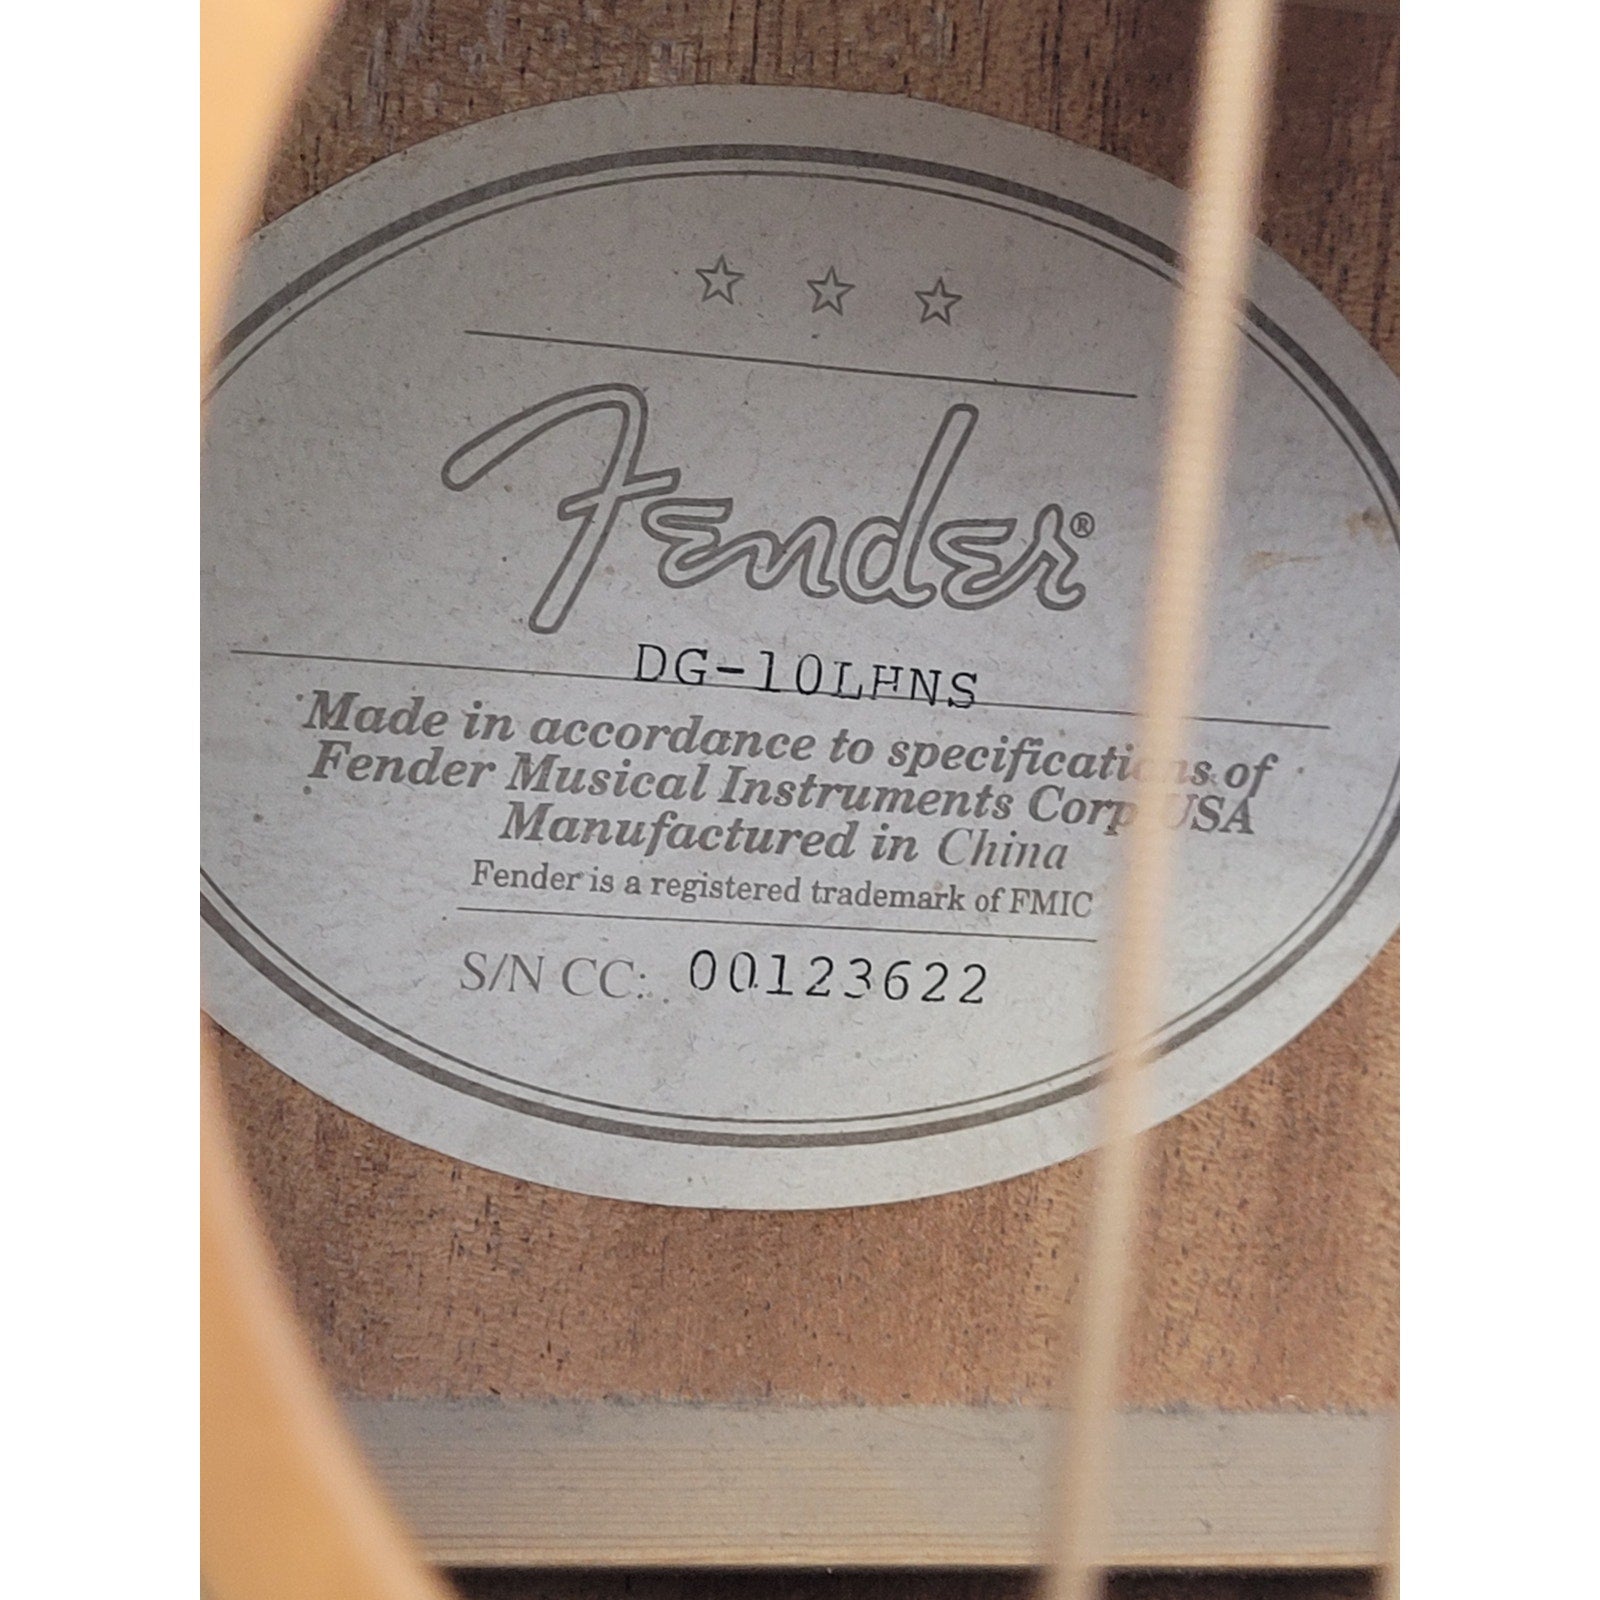 Fender®
DG-10LHNS
Made in accordance to specifications of
Fender Musical Instruments Corp USA
Manufactured in China
Fender is a registered trademark of FMIC
S/N CC: 00123622